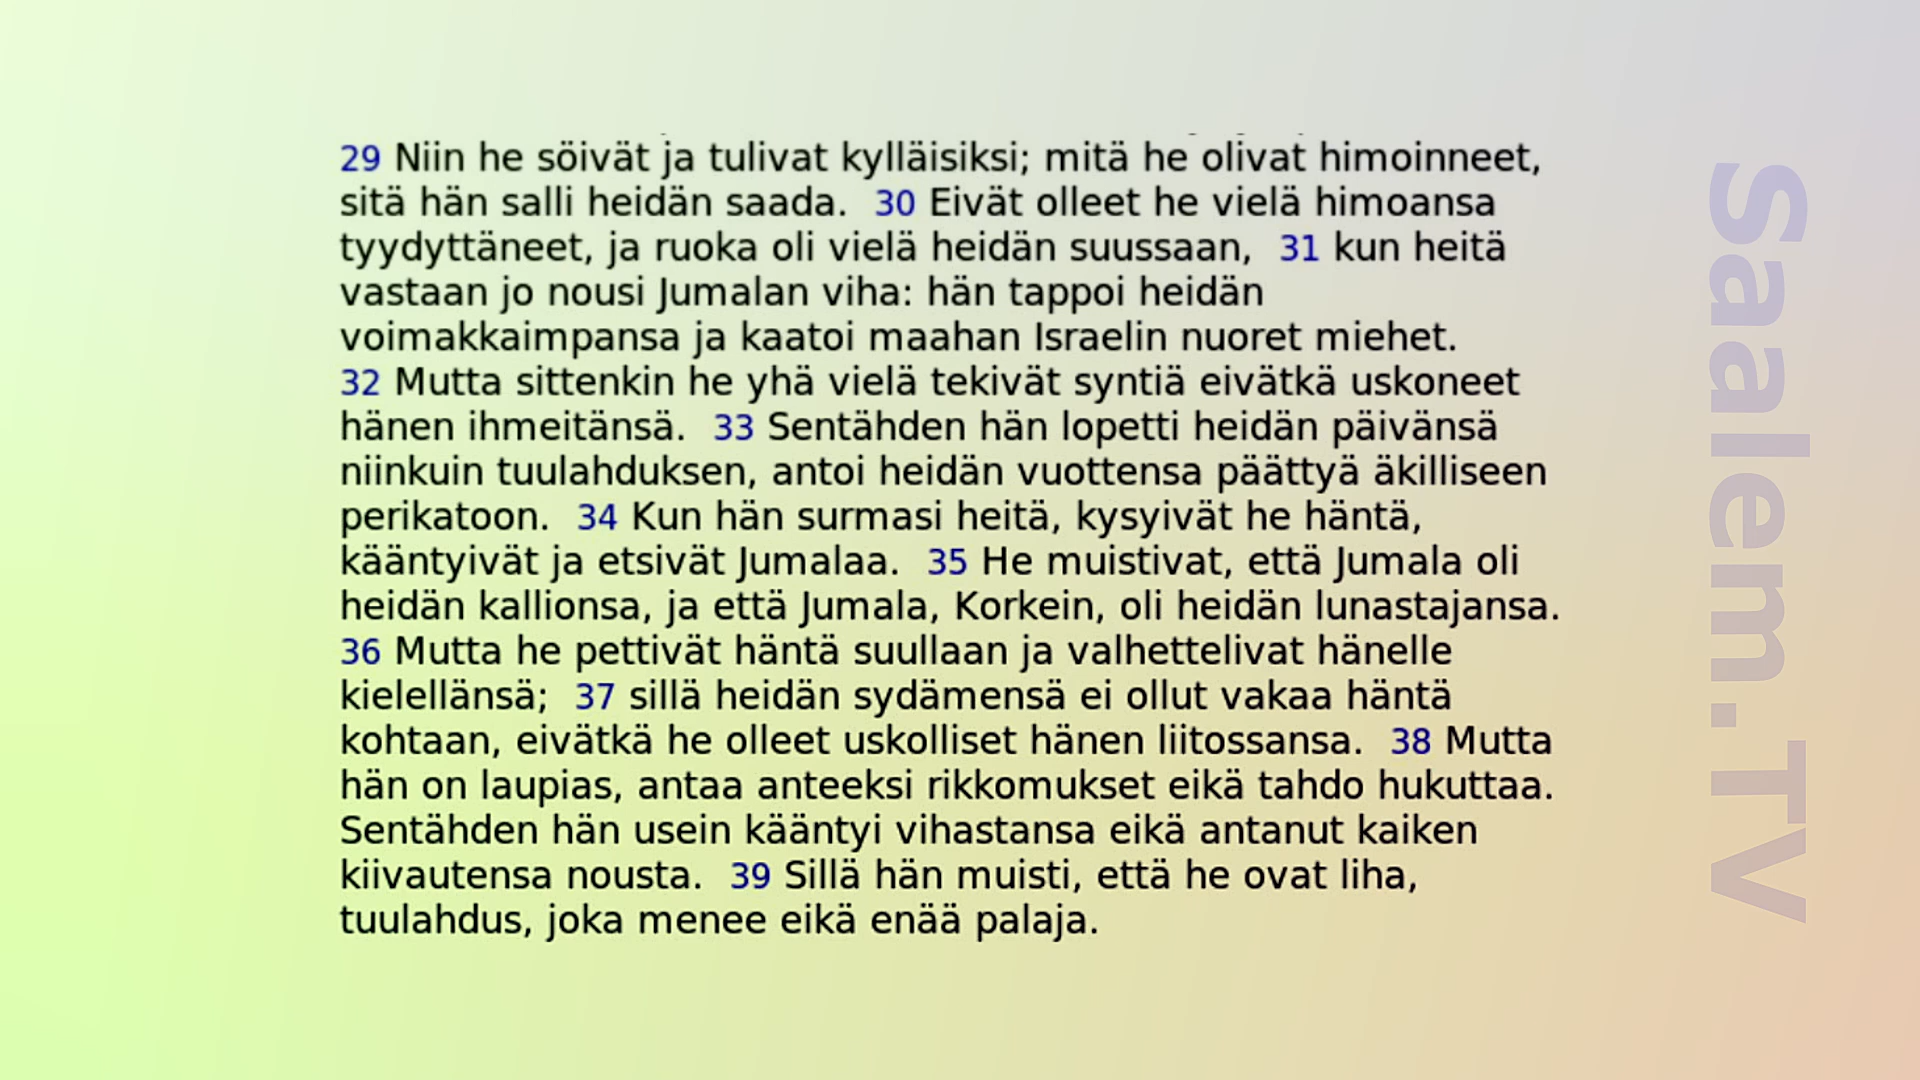 29 Niin he söivät ja tulivat kylläisiksi; mitä he olivat himoinneet,
sitä hän salli heidän saada. 30 Eivät olleet he vielä himoansa
tyydyttäneet, ja ruoka oli vielä heidän suussaan, 31 kun heitä
vastaan jo nousi Jumalan viha: hän tappoi heidän
voimakkaimpansa ja kaatoi maahan Israelin nuoret miehet.
32 Mutta sittenkin he yhä vielä tekivät syntiä eivätkä uskoneet
hänen ihmeitänsä. 33 Sentähden hän lopetti heidän päivänsä
niinkuin tuulahduksen, antoi heidän vuottensa päättyä äkilliseen
perikatoon. 34 Kun hän surmasi heitä, kysyivät he häntä,
kääntyivät ja etsivät Jumalaa. 35 He muistivat, että Jumala oli
heidän kallionsa, ja että Jumala, Korkein, oli heidän lunastajansa.
36 Mutta he pettivät häntä suullaan ja valhettelivat hänelle
kielellänsä; 37 sillä heidän sydämensä ei ollut vakaa häntä
kohtaan, eivätkä he olleet uskolliset hänen liitossansa. 38 Mutta
hän on laupias, antaa anteeksi rikkomukset eikä tahdo hukuttaa.
Sentähden hän usein kääntyi vihastansa eikä antanut kaiken
kiivautensa nousta. 39 Sillä hän muisti, että he ovat liha,
tuulahdus, joka menee eikä enää palaja.
Saalem.TV